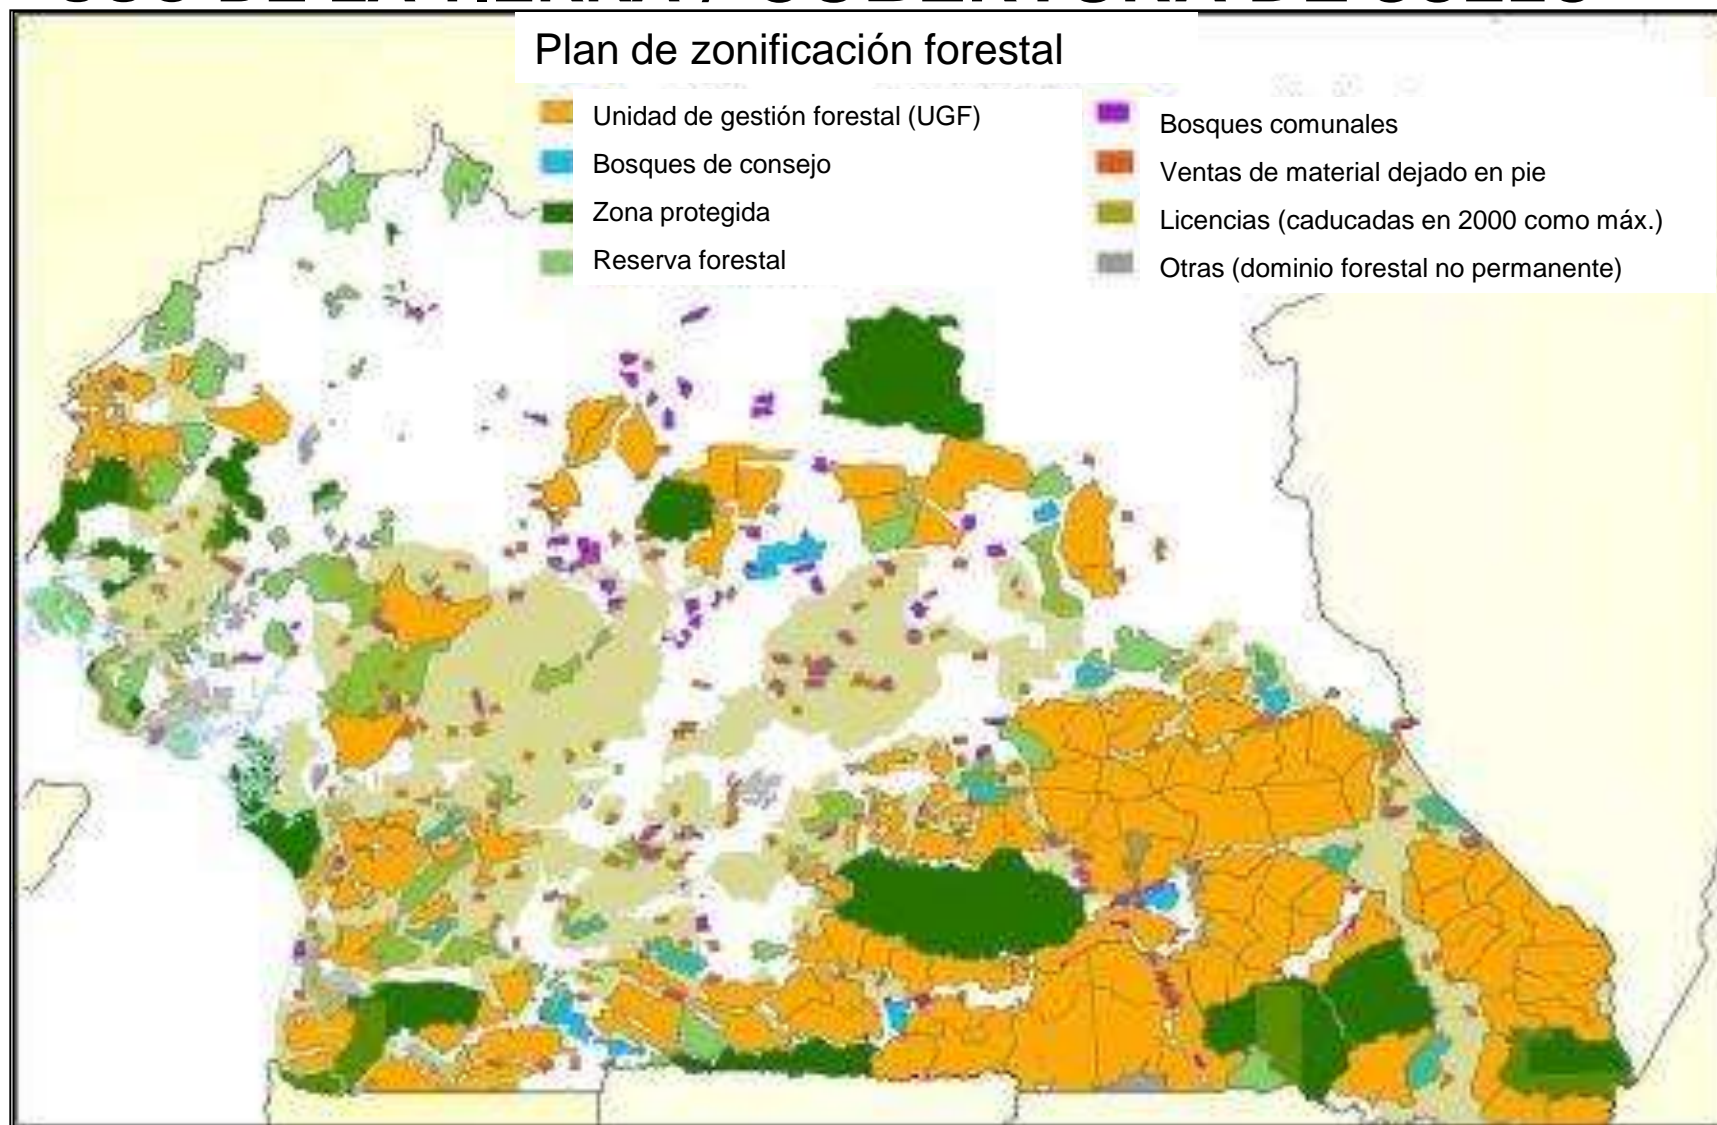 Plan de zonificación forestal
Unidad de gestión forestal (UGF)
Bosques de consejo
Zona protegida
Reserva forestal
Bosques comunales
Ventas de material dejado en pie
Licencias (caducadas en 2000 como máx.)
Otras (dominio forestal no permanente)